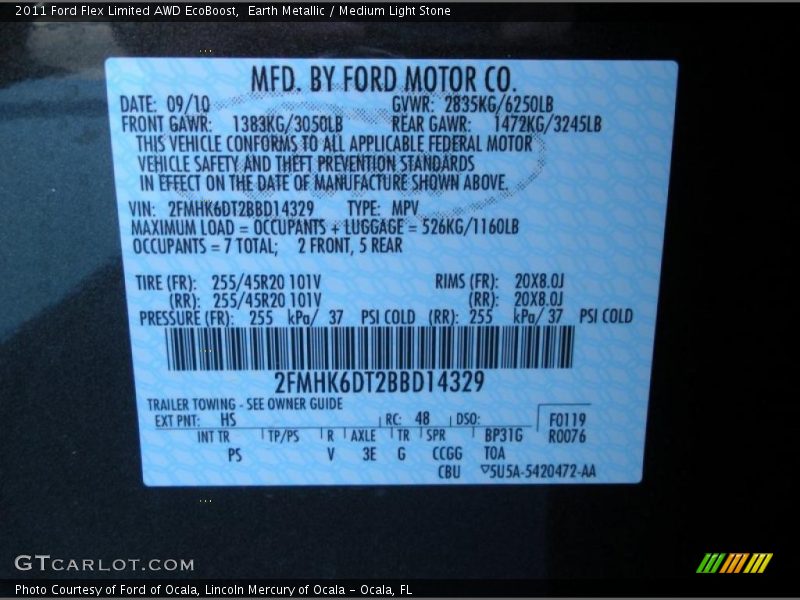 2011 Ford Flex Limited AWD EcoBoost,  Earth Metallic / Medium Light Stone
MFD. BY FORD MOTOR CO.
DATE: 09/10 GVWR: 2835KG/6250LB
FRONT GAWR: 1383KG/3050LB REAR GAWR: 1472KG/3245LB
THIS VEHICLE CONFORMS TO ALL APPLICABLE FEDERAL MOTOR
VEHICLE SAFETY AND THEFT PREVENTION STANDARDS
IN EFFECT ON THE DATE OF MANUFACTURE SHOWN ABOVE.
VIN: 2FMHK6DT2BBD14329 TYPE: MPV
MAXIMUM LOAD = OCCUPANTS + LUGGAGE = 526KG/1160LB
OCCUPANTS = 7 TOTAL; 2 FRONT, 5 REAR
TIRE (FR): 255/45R20 101V RIMS (FR): 20X8.0J
(RR): 255/45R20 101V (RR): 20X8.0J
PRESSURE (FR): 255 kPa/ 37 PSI COLD (RR): 255 kPa/ 37 PSI COLD
2FMHK6DT2BBD14329
TRAILER TOWING - SEE OWNER GUIDE
EXT PNT: HS RC: 48 DSO: F0119
INT TR TP/PS R AXLE TR SPR BP31G R0076
PS V 3E G CCGG TOA
CBU ▽5U5A-5420472-AA
GTCARLOT.COM
Photo Courtesy of Ford of Ocala, Lincoln Mercury of Ocala - Ocala, FL